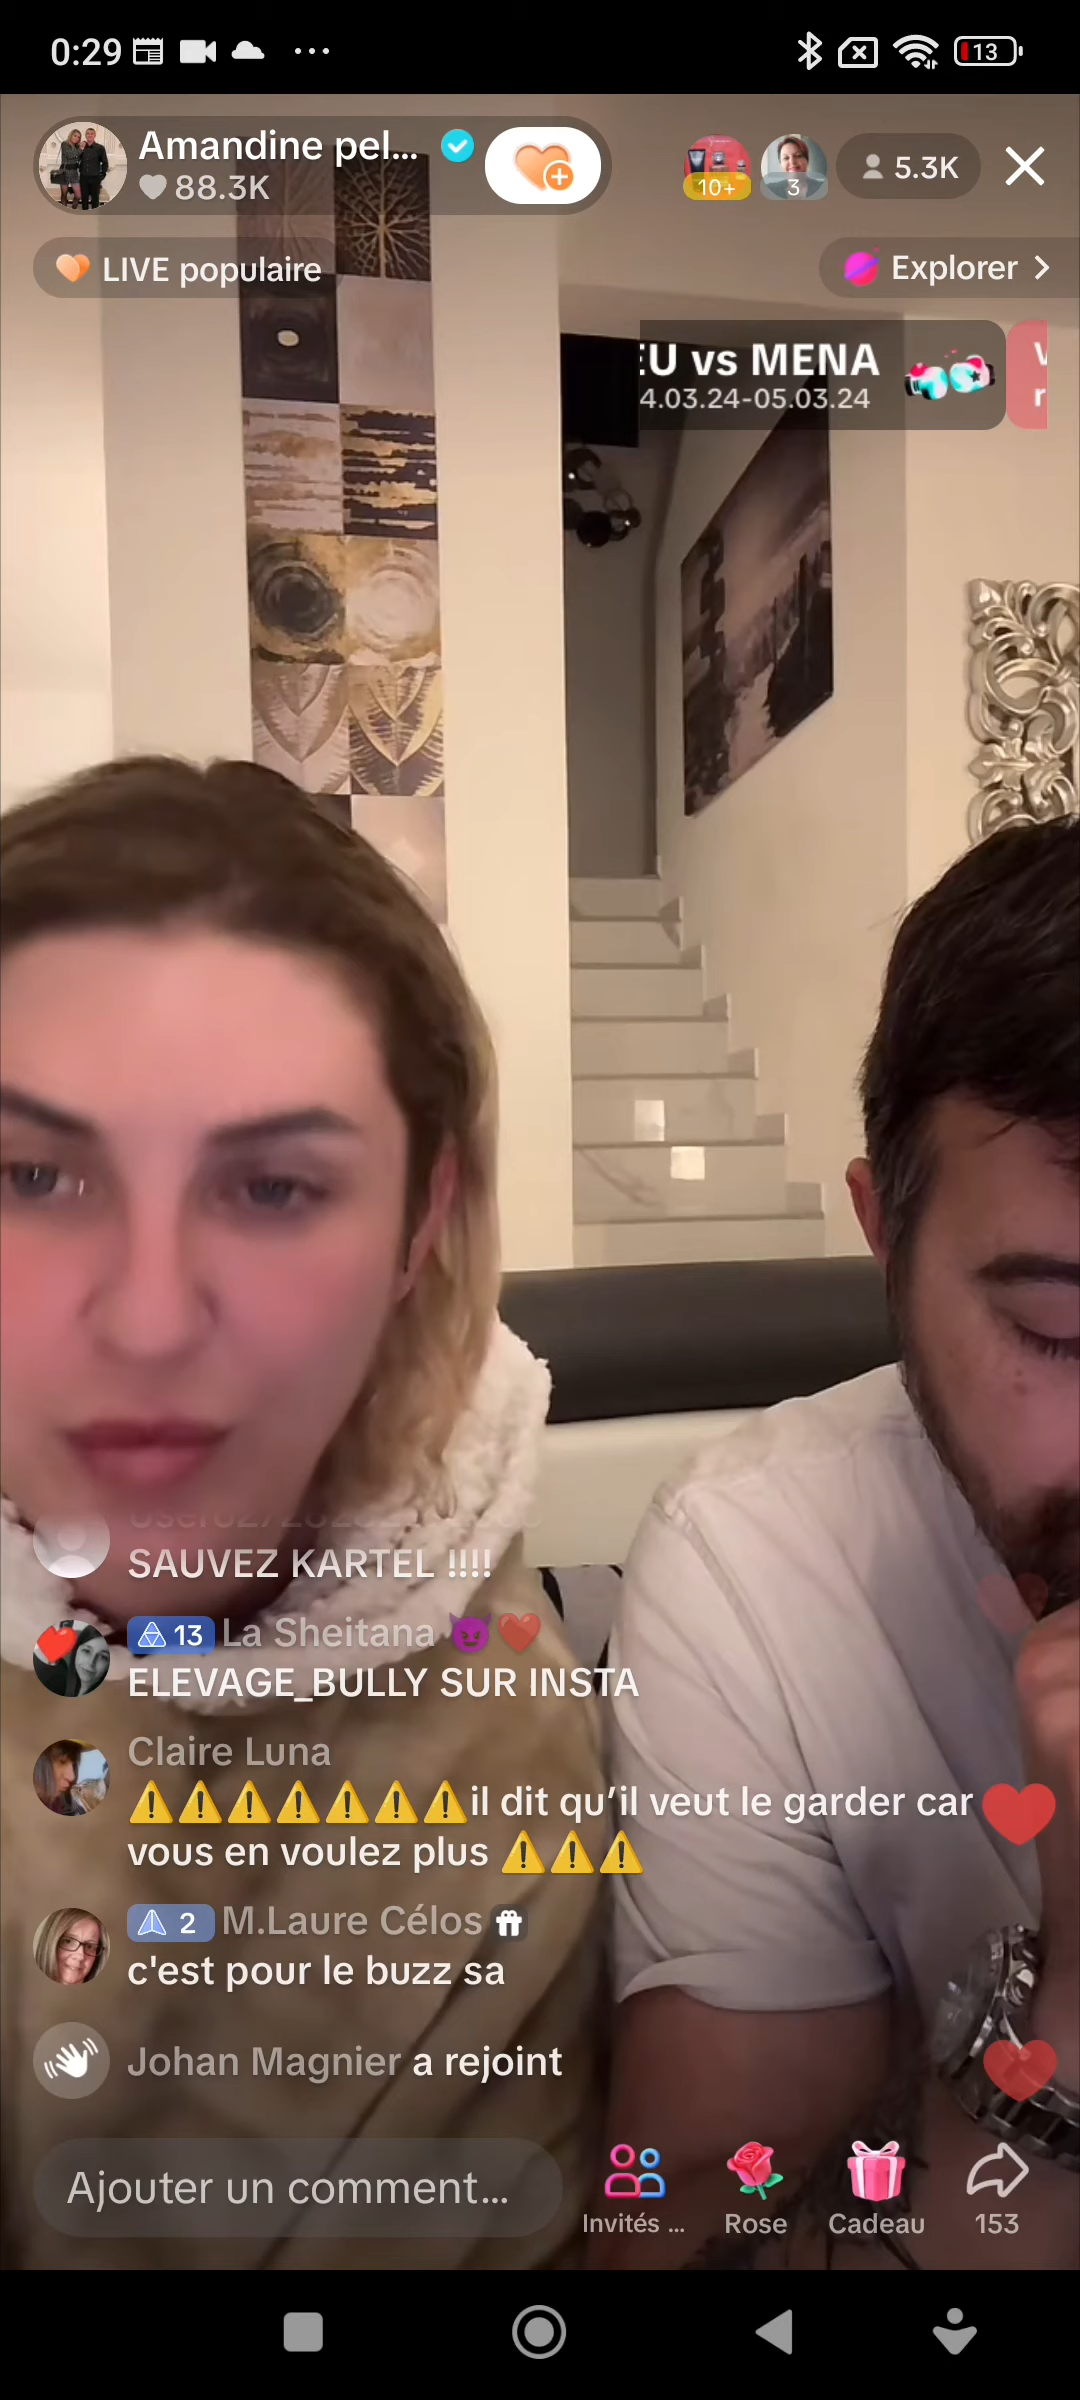 0:29
13
Amandine pel...
88.3K
10+
3
5.3K
LIVE populaire
Explorer
EU vs MENA
4.03.24-05.03.24
SAUVEZ KARTEL !!!!
13 La Sheitana 😈❤️
ELEVAGE_BULLY SUR INSTA
Claire Luna
⚠️⚠️⚠️⚠️⚠️⚠️⚠️il dit qu’il veut le garder car
vous en voulez plus ⚠️⚠️⚠️
2 M.Laure Célos
c'est pour le buzz sa
Johan Magnier a rejoint
Ajouter un comment...
Invités ...
Rose
Cadeau
153